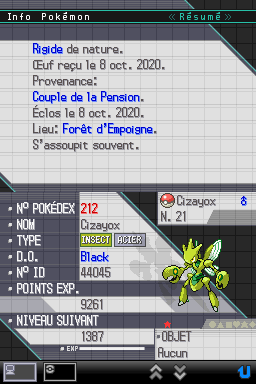 Info Pokémon
Résumé
Rigide de nature.
Œuf reçu le 8 oct. 2020.
Provenance:
Couple de la Pension.
Éclos le 8 oct. 2020.
Lieu: Forêt d'Empoigne.
S'assoupit souvent.
Cizayox ♂
N. 21
Nº POKÉDEX 212
NOM Cizayox
TYPE INSECT ACIER
D.O. Black
Nº ID 44045
POINTS EXP.
9261
NIVEAU SUIVANT
1387
EXP
OBJET
Aucun